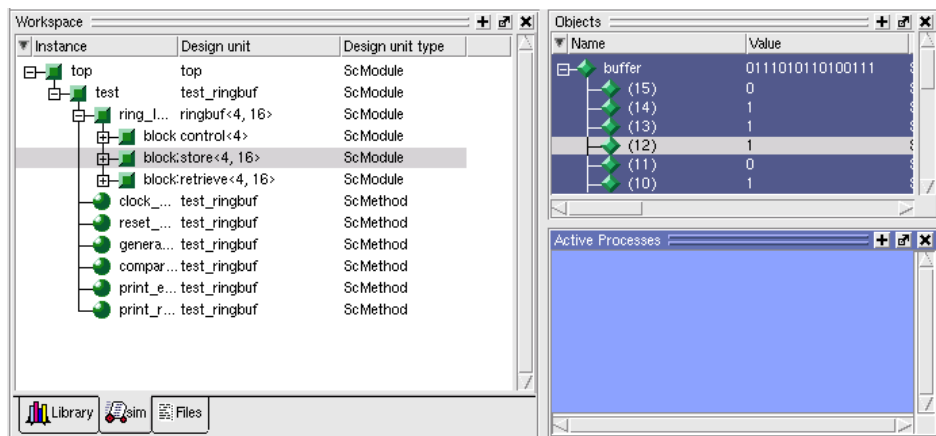 Workspace
Instance Design unit Design unit type
top top ScModule
test test_ringbuf ScModule
ring_I... ringbuf<4, 16> ScModule
block control<4> ScModule
block store<4, 16> ScModule
block retrieve<4, 16> ScModule
clock_... test_ringbuf ScMethod
reset_... test_ringbuf ScMethod
genera... test_ringbuf ScMethod
compar... test_ringbuf ScMethod
print_e... test_ringbuf ScMethod
print_r... test_ringbuf ScMethod
Library sim Files
Objects
Name Value
buffer 0111010110100111
(15) 0
(14) 1
(13) 1
(12) 1
(11) 0
(10) 1
Active Processes